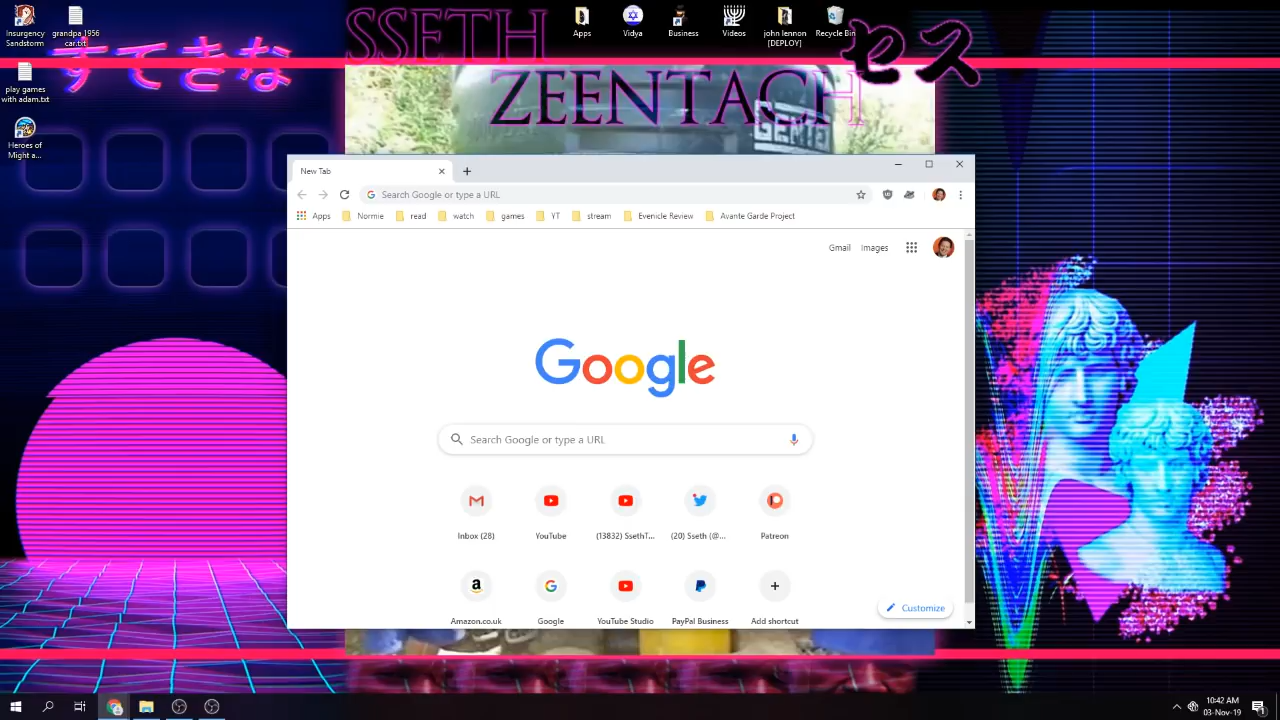 SSETH
ZEENTACH
セス
すてきな
Insurgency
Sandstorm
grandpa 1956
car.txt
Apps
Vidya
Business
Videos
john lennon
[PLOY]
Recycle Bin
play games
with adam.txt
Heroes of
Might a...
New Tab
Search Google or type a URL
Apps
Normie
read
watch
games
YT
stream
Evenicle Review
Avante Garde Project
Gmail
Images
Google
Search Google or type a URL
Inbox (28)
YouTube
(13832) SsethT...
(20) Sseth (@...
Patreon
Amazon.co.uk
Google
YouTube Studio
PayPal Business
Add shortcut
Customize
10:42 AM
03-Nov-19